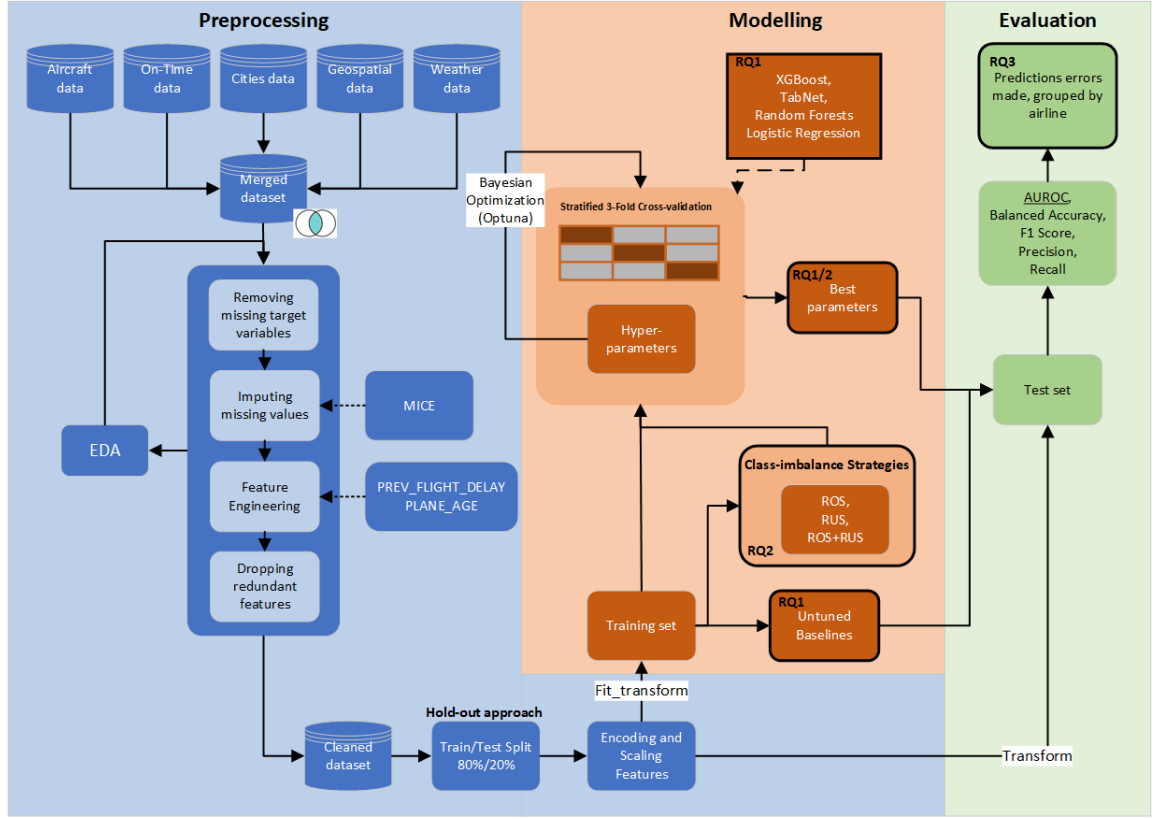 Preprocessing
Modelling
Evaluation
Aircraft
data
On-Time
data
Cities data
Geospatial
data
Weather
data
Merged
dataset
Removing
missing target
variables
Imputing
missing values
MICE
EDA
Feature
Engineering
PREV_FLIGHT_DELAY
PLANE_AGE
Dropping
redundant
features
Cleaned
dataset
Hold-out approach
Train/Test Split
80%/20%
Encoding and
Scaling
Features
Fit_transform
Transform
RQ1
XGBoost,
TabNet,
Random Forests
Logistic Regression
Bayesian
Optimization
(Optuna)
Stratified 3-Fold Cross-validation
Hyper-
parameters
RQ1/2
Best
parameters
Class-imbalance Strategies
ROS,
RUS,
ROS+RUS
RQ2
Training set
RQ1
Untuned
Baselines
RQ3
Predictions errors
made, grouped by
airline
AUROC,
Balanced Accuracy,
F1 Score,
Precision,
Recall
Test set